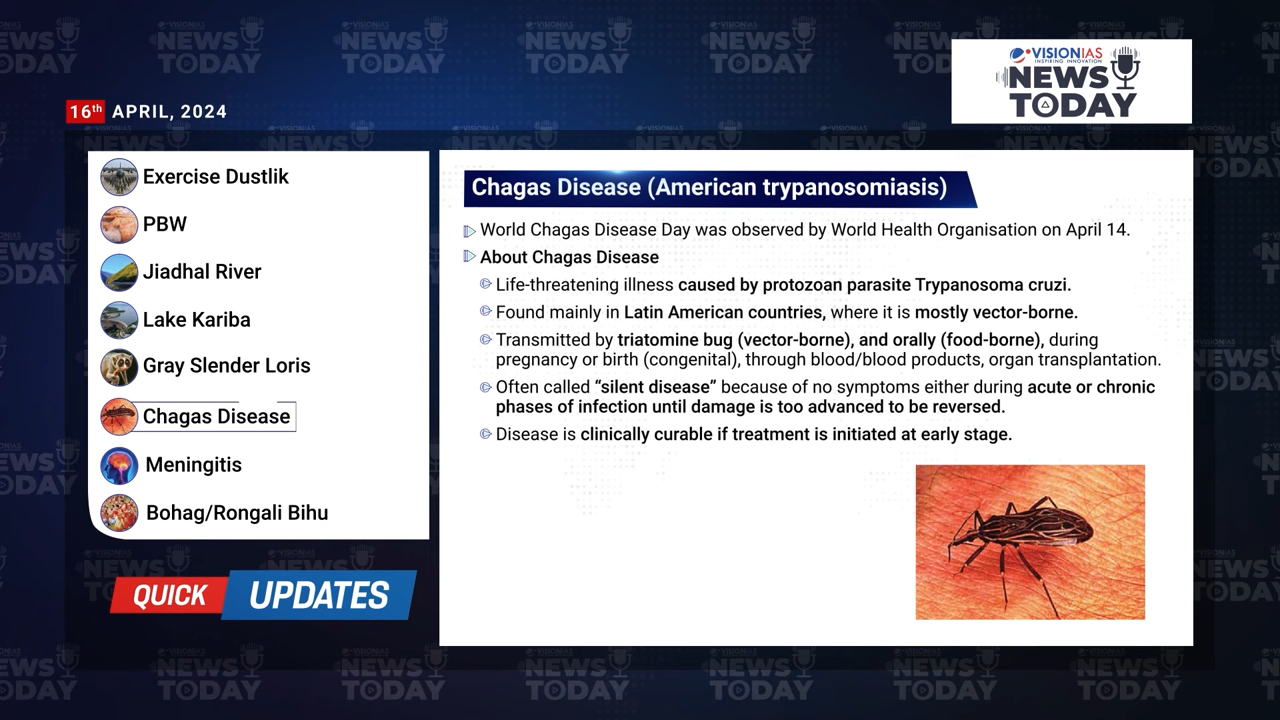 VISIONIAS
INSPIRING INNOVATION
NEWS
TODAY
16th APRIL, 2024
Exercise Dustlik
PBW
Jiadhal River
Lake Kariba
Gray Slender Loris
Chagas Disease
Meningitis
Bohag/Rongali Bihu
QUICK UPDATES
Chagas Disease (American trypanosomiasis)
World Chagas Disease Day was observed by World Health Organisation on April 14.
About Chagas Disease
Life-threatening illness caused by protozoan parasite Trypanosoma cruzi.
Found mainly in Latin American countries, where it is mostly vector-borne.
Transmitted by triatomine bug (vector-borne), and orally (food-borne), during
pregnancy or birth (congenital), through blood/blood products, organ transplantation.
Often called “silent disease” because of no symptoms either during acute or chronic
phases of infection until damage is too advanced to be reversed.
Disease is clinically curable if treatment is initiated at early stage.